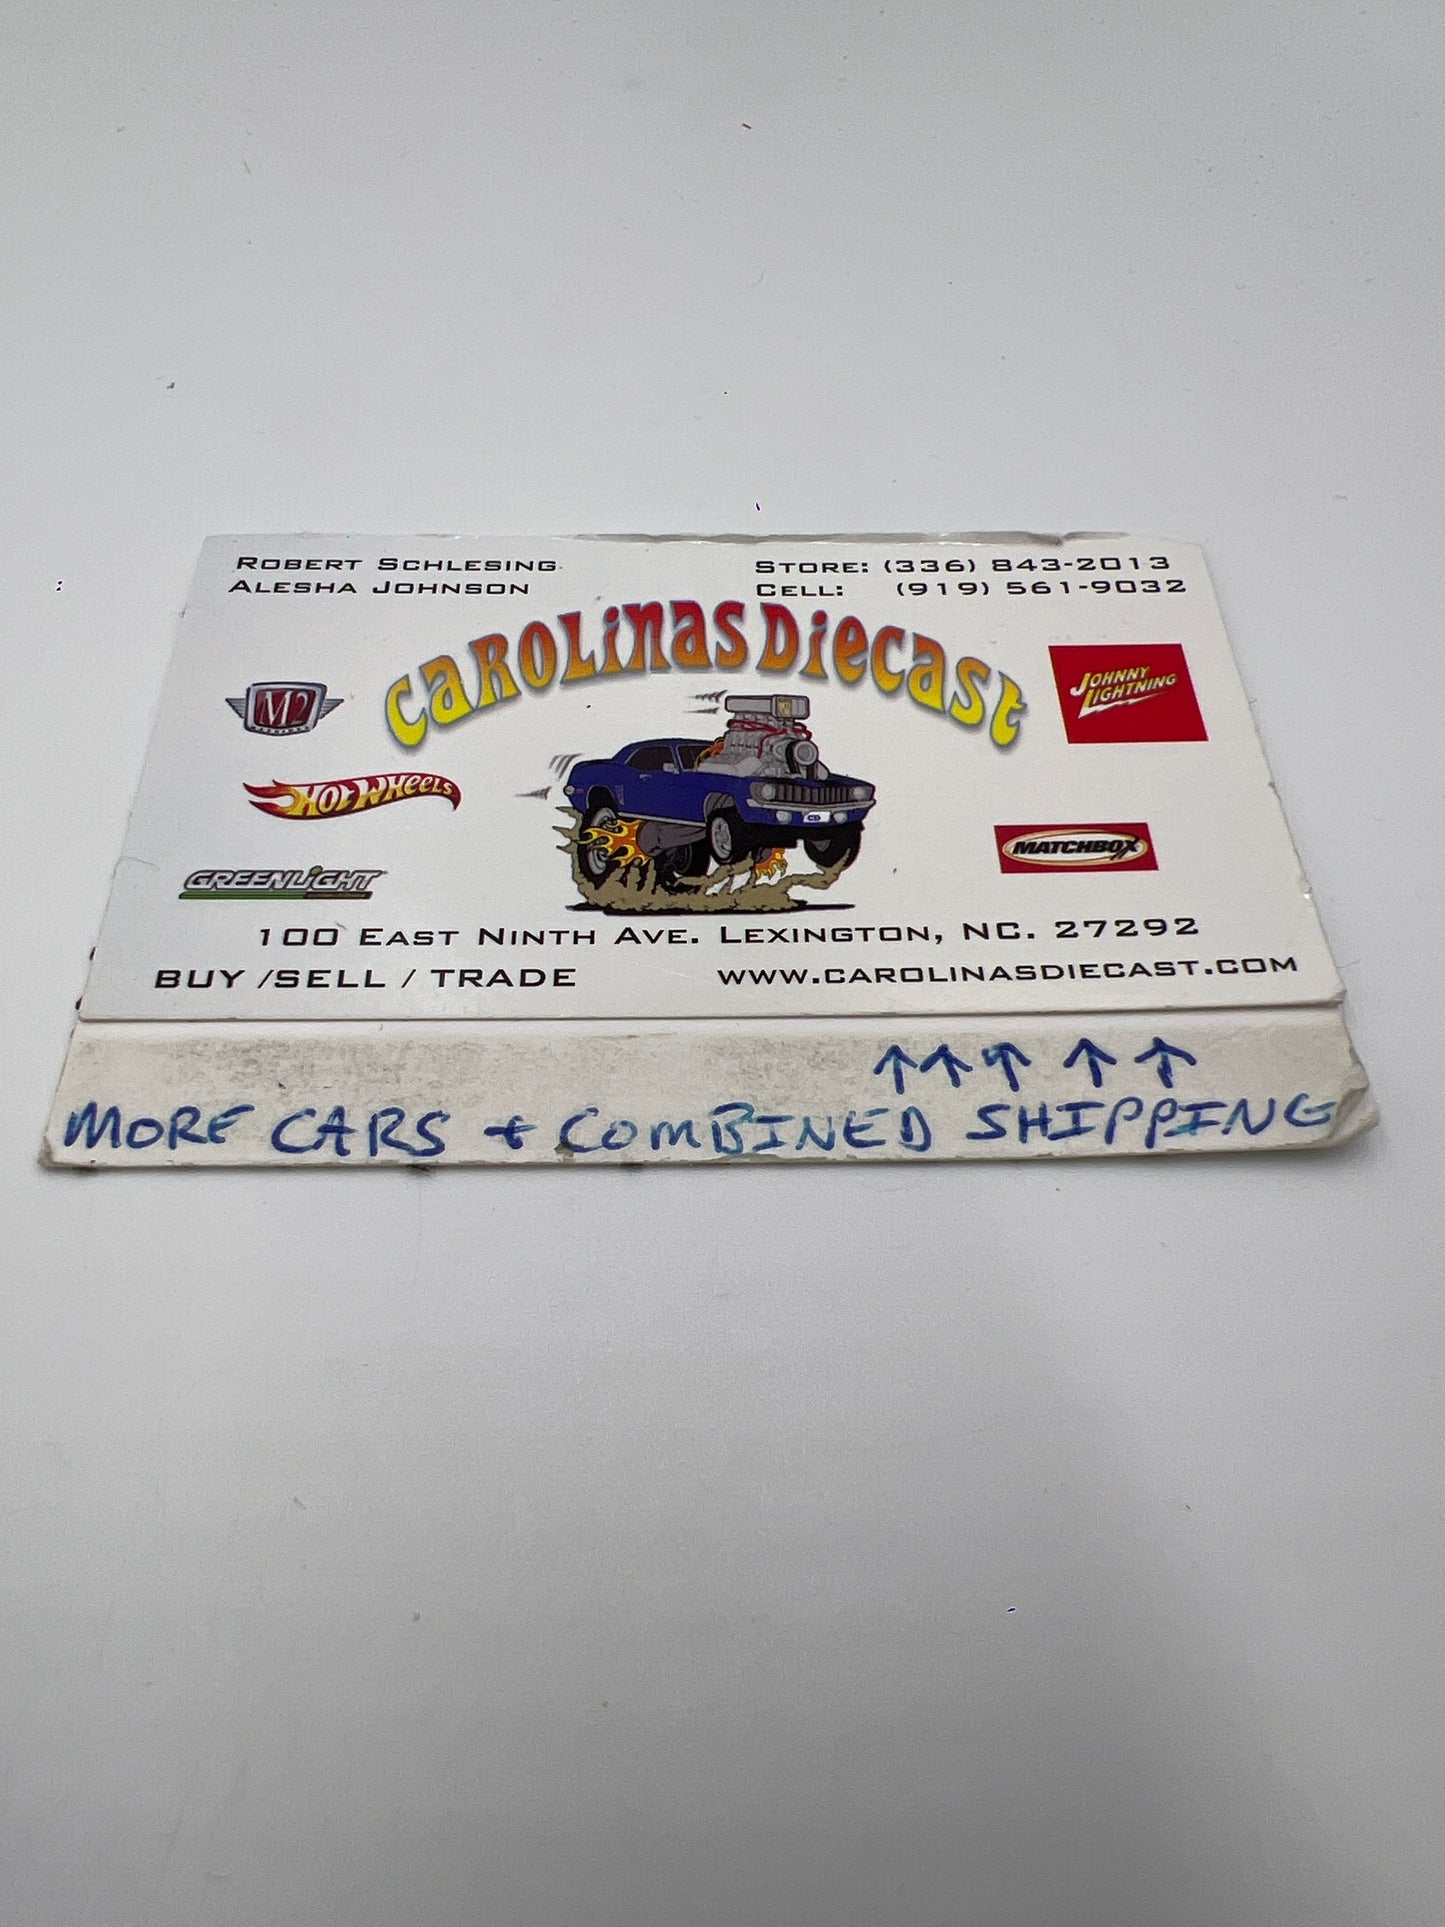 ROBERT SCHLESING
STORE: (336) 843-2013
ALESHA JOHNSON
CELL: (919) 561-9032
CAROLINAS DIECAST
M2
JOHNNY
LIGHTNING
HOT WHEELS
CD
MATCHBOX
GREENLIGHT
100 EAST NINTH AVE. LEXINGTON, NC. 27292
BUY /SELL / TRADE
WWW.CAROLINASDIECAST.COM
↑↑↑↑↑
MORE CARS + COMBINED SHIPPING